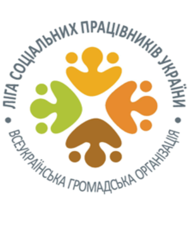 ЛІГА СОЦІАЛЬНИХ ПРАЦІВНИКІВ УКРАЇНИ
ВСЕУКРАЇНСЬКА ГРОМАДСЬКА ОРГАНІЗАЦІЯ